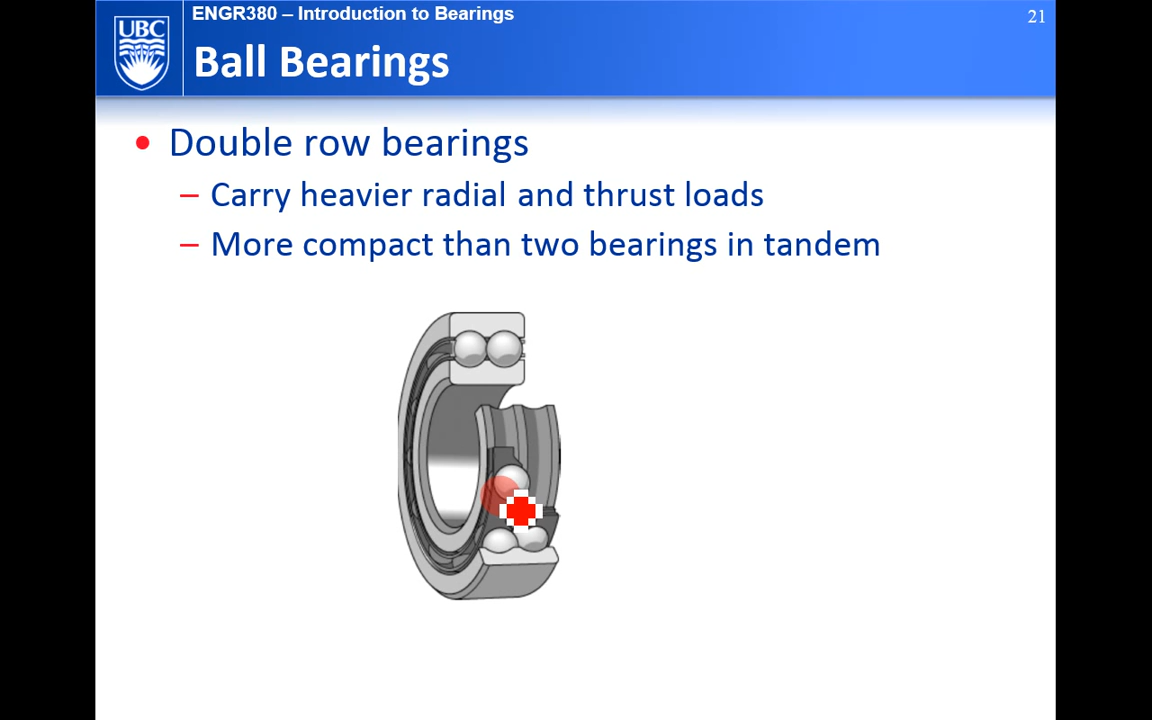 ENGR380 – Introduction to Bearings
21
UBC
Ball Bearings
• Double row bearings
– Carry heavier radial and thrust loads
– More compact than two bearings in tandem